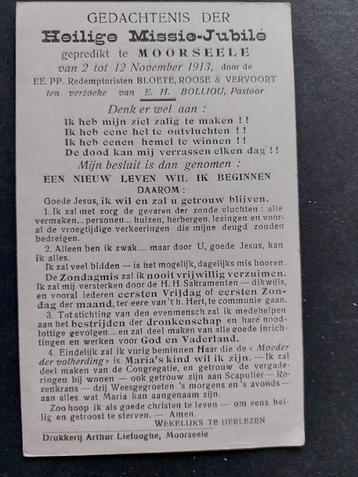 GEDACHTENIS DER
Heilige Missie-Jubilé
gepredikt te MOORSEELE
van 2 tot 12 November 1913, door de
EE. PP. Redemptoristen BLOETE, ROOSE & VERVOORT
ten verzoeke van E. H. BOLLIOU, Pastoor
Denk er wel aan :
Ik heb mijn ziel zalig te maken !!
Ik heb eene hel te ontvluchten !!
Ik heb eenen hemel te winnen !!
De dood kan mij verrassen elken dag !!
Mijn besluit is dan genomen :
EEN NIEUW LEVEN WIL IK BEGINNEN
DAAROM :
Goede Jesus, ik wil en zal u getrouw blijven.
1. Ik zal met zorg de gevaren der zonde vluchten : alle
vermaken... personen... huizen, herbergen, lezingen en voor-
al de vroegtijdige verkeeringen die mijne deugd zouden
bedreigen.
2. Alleen ben ik zwak.... maar door U, goede Jesus, kan
ik alles.
Ik zal veel bidden — is het mogelijk, dagelijks mis hooren.
De Zondagmis zal ik nooit vrijwillig verzuimen.
Ik zal mij versterken door de H. H. Sakramenten — dikwijls,
en vooral iederen eersten Vrijdag of eersten Zon-
dag der maand, ter eere van 't h. Hert, te communie gaan.
3. Tot stichting van den evenmensch zal ik medehelpen
aan het bestrijden der dronkenschap en hare nood-
lottige gevolgen... en zal deel maken van alle goede inrich-
tingen en werken voor God en Vaderland.
4. Eindelijk zal ik vurig beminnen Haar die de « Moeder
der volherding » is. Maria's kind wil ik zijn. — Ik zal
deel maken van de Congregatie, en getrouw de vergade-
ringen bij wonen — ook getrouw zijn aan Scapulier — Ro-
zenkrans — drij Weesgegroeten 's morgens en 's avonds —
aan alles wat Maria kan aangenaam zijn.
Zoo hoop ik als goede christen te leven — om eens heilig
en getroost te sterven. — Amen.
WEKELIJKS TE HERLEZEN
Drukkerij Arthur Liefooghe, Moorseele